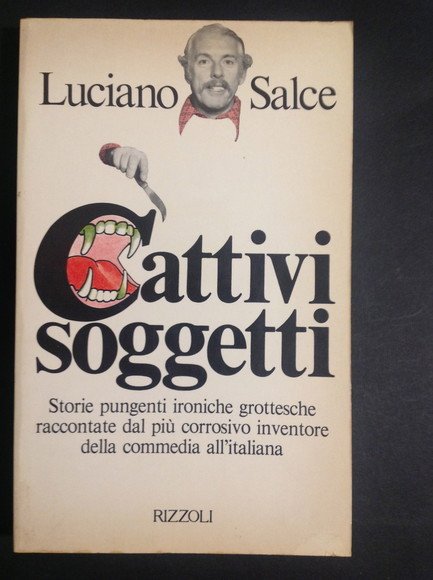 Luciano Salce
Cattivi
soggetti
Storie pungenti ironiche grottesche
raccontate dal più corrosivo inventore
della commedia all'italiana
RIZZOLI